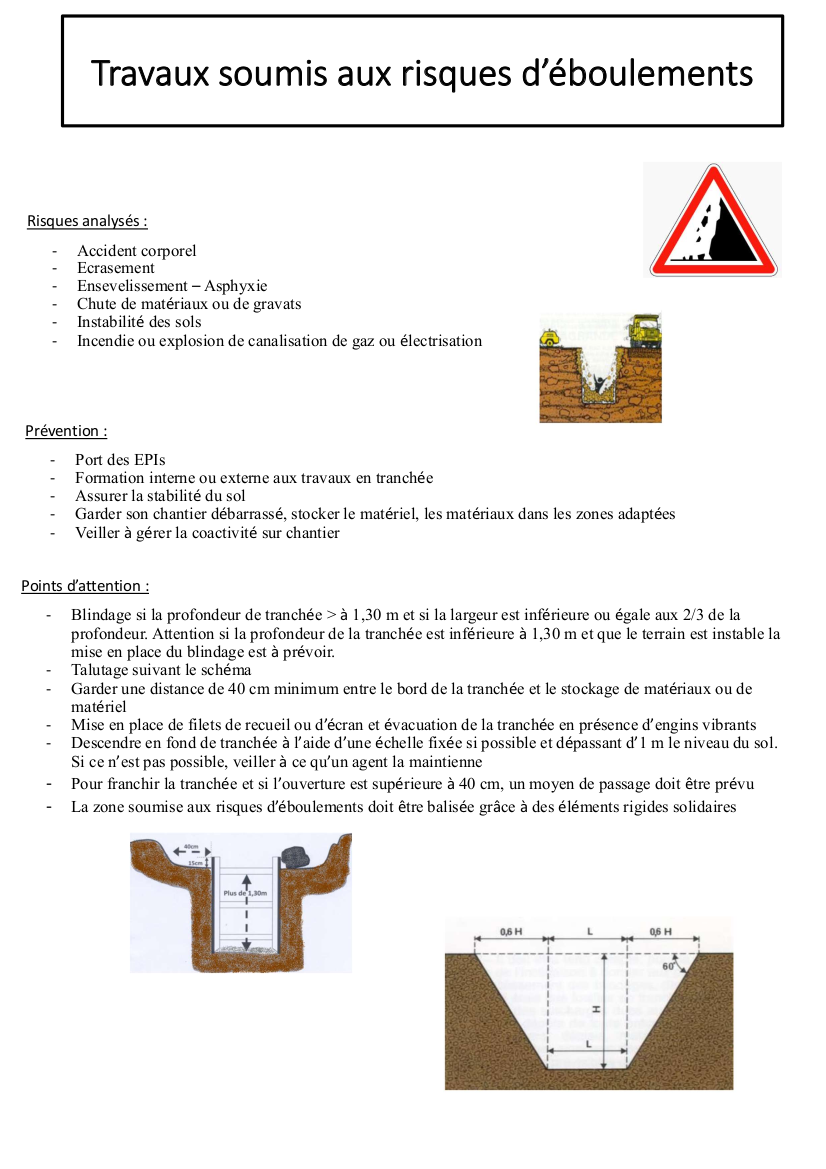 Travaux soumis aux risques d’éboulements
Risques analysés :
- Accident corporel
- Ecrasement
- Ensevelissement – Asphyxie
- Chute de matériaux ou de gravats
- Instabilité des sols
- Incendie ou explosion de canalisation de gaz ou électrisation
Prévention :
- Port des EPIs
- Formation interne ou externe aux travaux en tranchée
- Assurer la stabilité du sol
- Garder son chantier débarrassé, stocker le matériel, les matériaux dans les zones adaptées
- Veiller à gérer la coactivité sur chantier
Points d’attention :
- Blindage si la profondeur de tranchée > à 1,30 m et si la largeur est inférieure ou égale aux 2/3 de la
profondeur. Attention si la profondeur de la tranchée est inférieure à 1,30 m et que le terrain est instable la
mise en place du blindage est à prévoir.
- Talutage suivant le schéma
- Garder une distance de 40 cm minimum entre le bord de la tranchée et le stockage de matériaux ou de
matériel
- Mise en place de filets de recueil ou d’écran et évacuation de la tranchée en présence d’engins vibrants
- Descendre en fond de tranchée à l’aide d’une échelle fixée si possible et dépassant d’1 m le niveau du sol.
Si ce n’est pas possible, veiller à ce qu’un agent la maintienne
- Pour franchir la tranchée et si l’ouverture est supérieure à 40 cm, un moyen de passage doit être prévu
- La zone soumise aux risques d’éboulements doit être balisée grâce à des éléments rigides solidaires
40cm
15cm
Plus de 1,30m
0,6 H L 0,6 H
60°
H
L